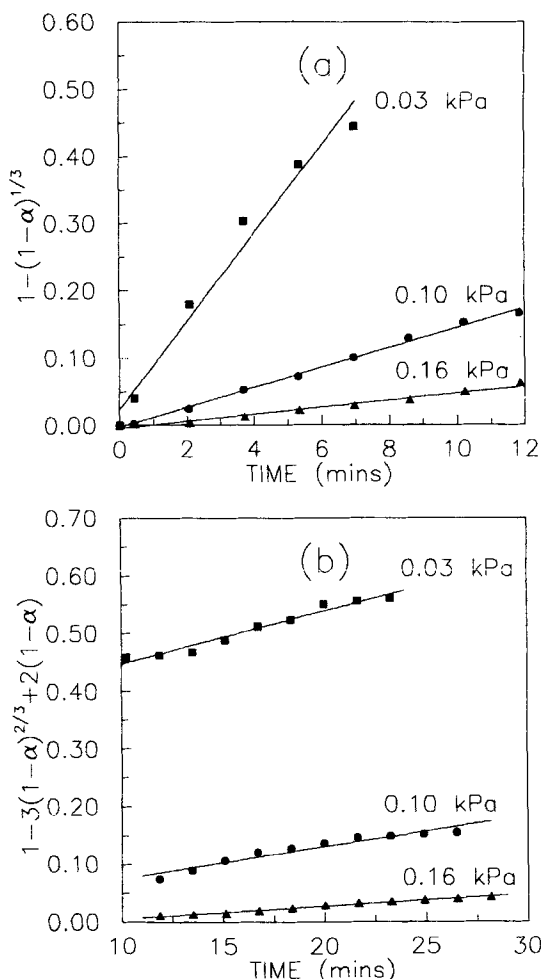 0.60
(a)
0.03 kPa
0.50
0.40
0.30
0.20
0.10 kPa
0.10
0.16 kPa
0.00
0 2 4 6 8 10 12
TIME (mins)
1−(1−α)^{1/3}
0.70
(b)
0.03 kPa
0.60
0.50
0.40
0.30
0.20
0.10 kPa
0.10
0.16 kPa
0.00
10 15 20 25 30
TIME (mins)
1−3(1−α)^{2/3}+2(1−α)